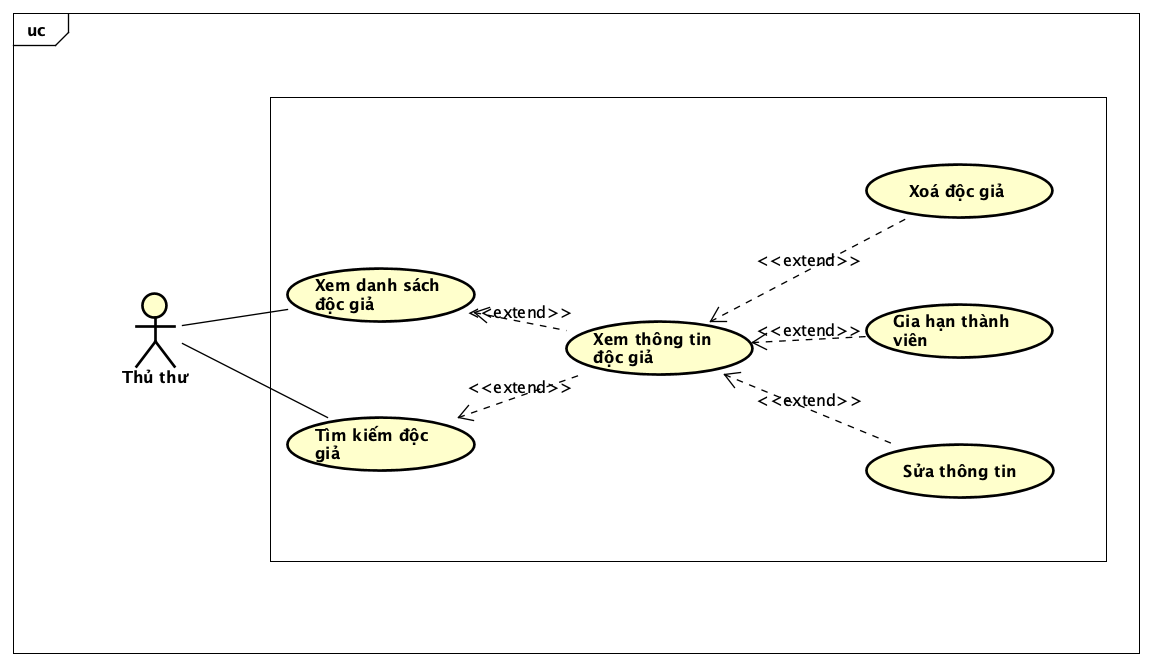 uc
Xoá độc giả
<<extend>>
Xem danh sách
độc giả
<<extend>>
Gia hạn thành
viên
<<extend>>
Xem thông tin
độc giả
Thủ thư
<<extend>>
<<extend>>
Tìm kiếm độc
giả
Sửa thông tin